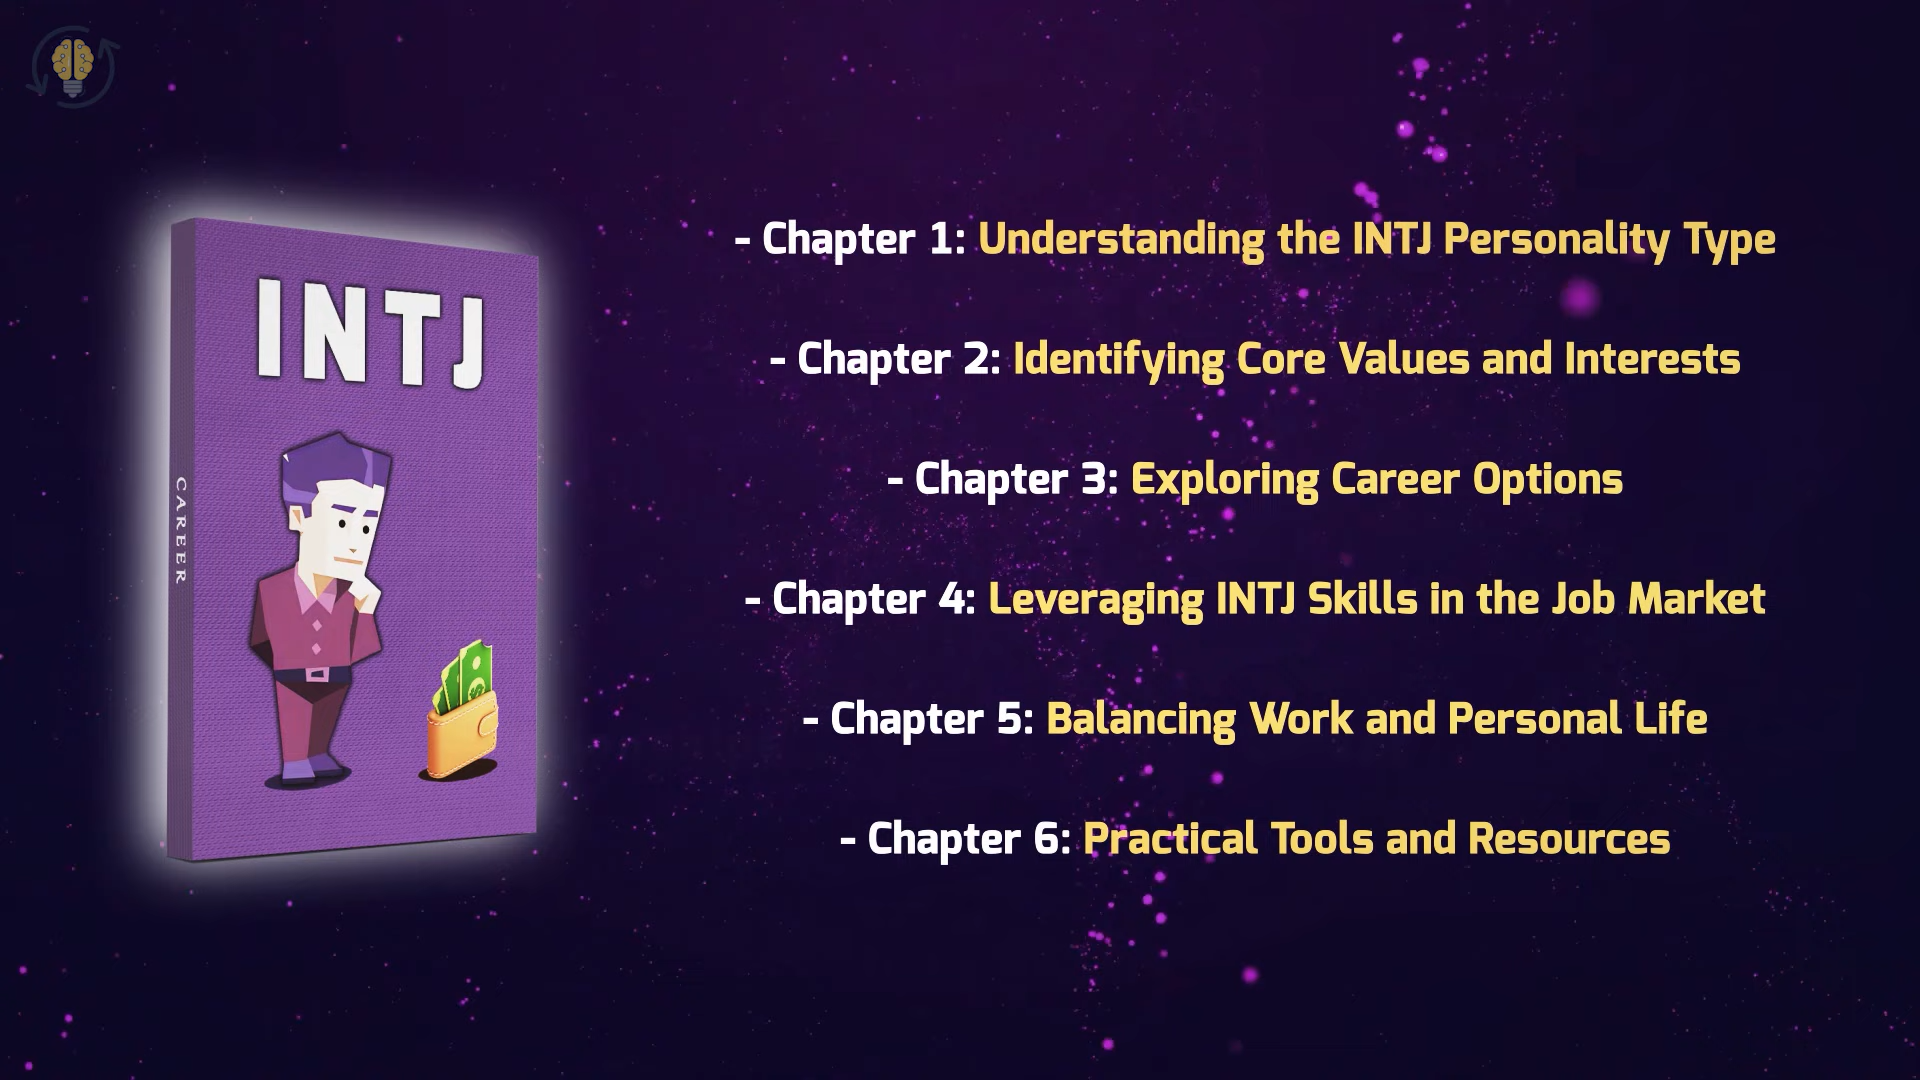 INTJ
CAREER
- Chapter 1: Understanding the INTJ Personality Type
- Chapter 2: Identifying Core Values and Interests
- Chapter 3: Exploring Career Options
- Chapter 4: Leveraging INTJ Skills in the Job Market
- Chapter 5: Balancing Work and Personal Life
- Chapter 6: Practical Tools and Resources